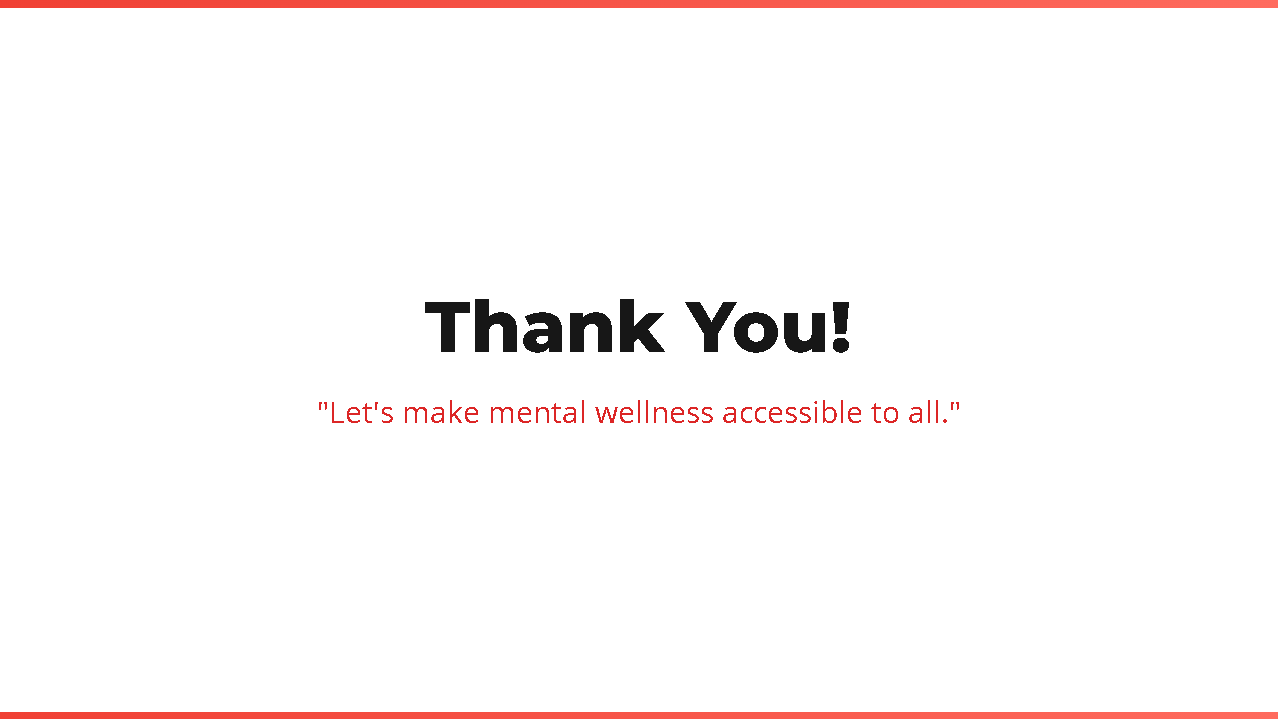 Thank You!
"Let's make mental wellness accessible to all."